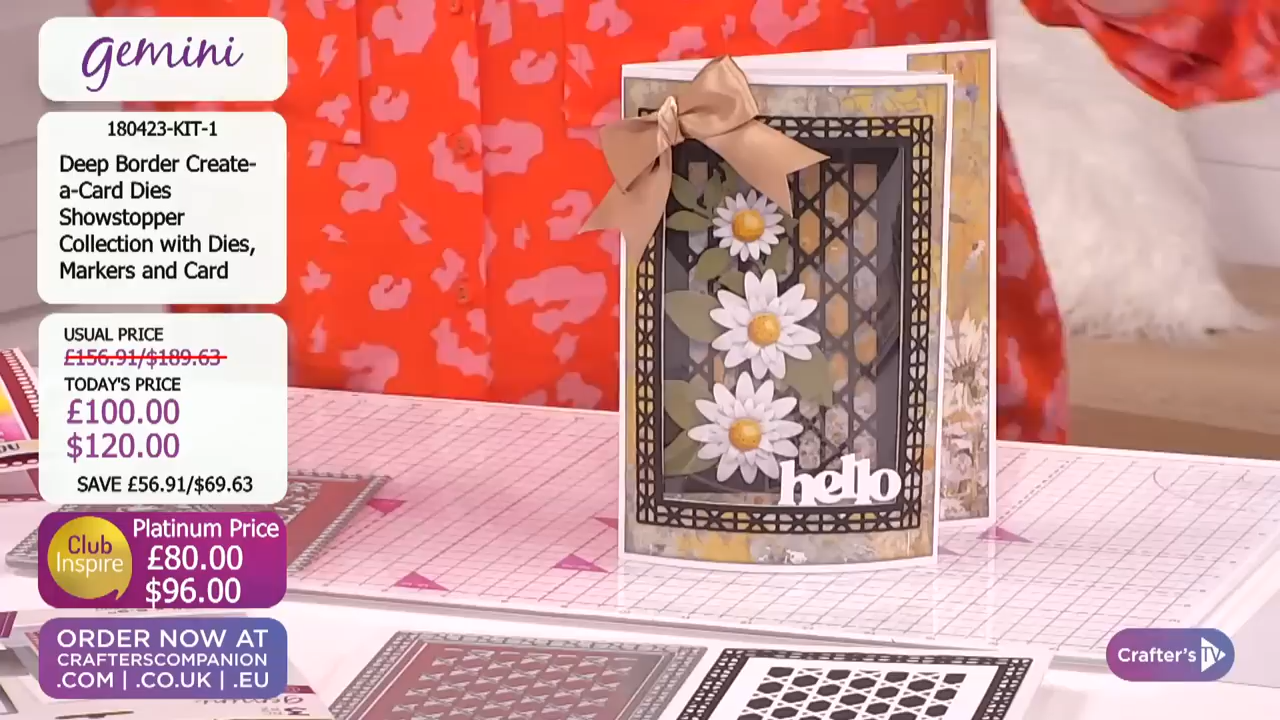 gemini
180423-KIT-1
Deep Border Create-
a-Card Dies
Showstopper
Collection with Dies,
Markers and Card
USUAL PRICE
£156.91/$189.63
TODAY'S PRICE
£100.00
$120.00
SAVE £56.91/$69.63
Club
Inspire
Platinum Price
£80.00
$96.00
ORDER NOW AT
CRAFTERSCOMPANION
.COM | .CO.UK | .EU
hello
Crafter's TV